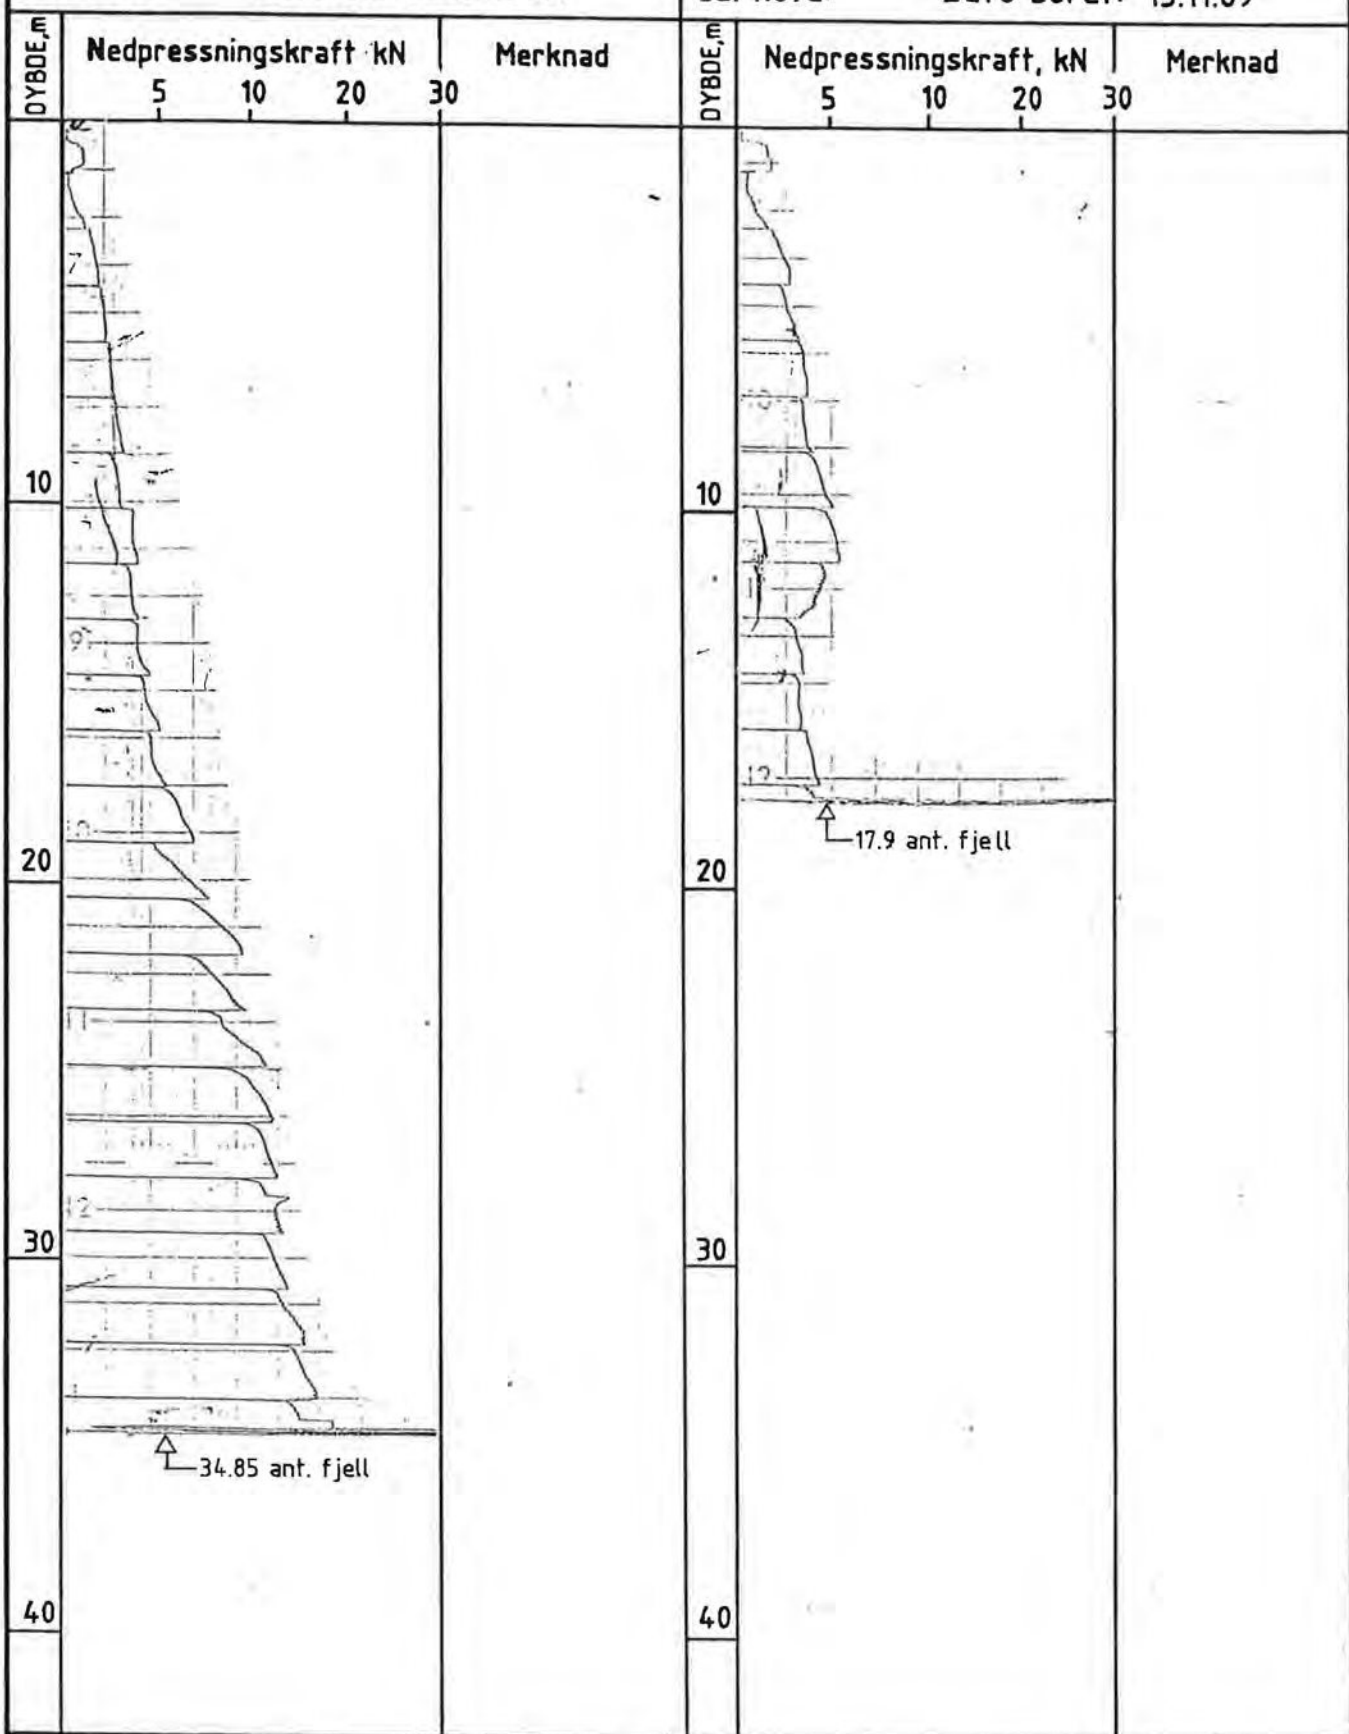 DYBDE,m
Nedpressningskraft kN
Merknad
5 10 20 30
10
20
30
40
34.85 ant. fjell
DYBDE,m
Nedpressningskraft, kN
Merknad
5 10 20 30
10
20
30
40
17.9 ant. fjell